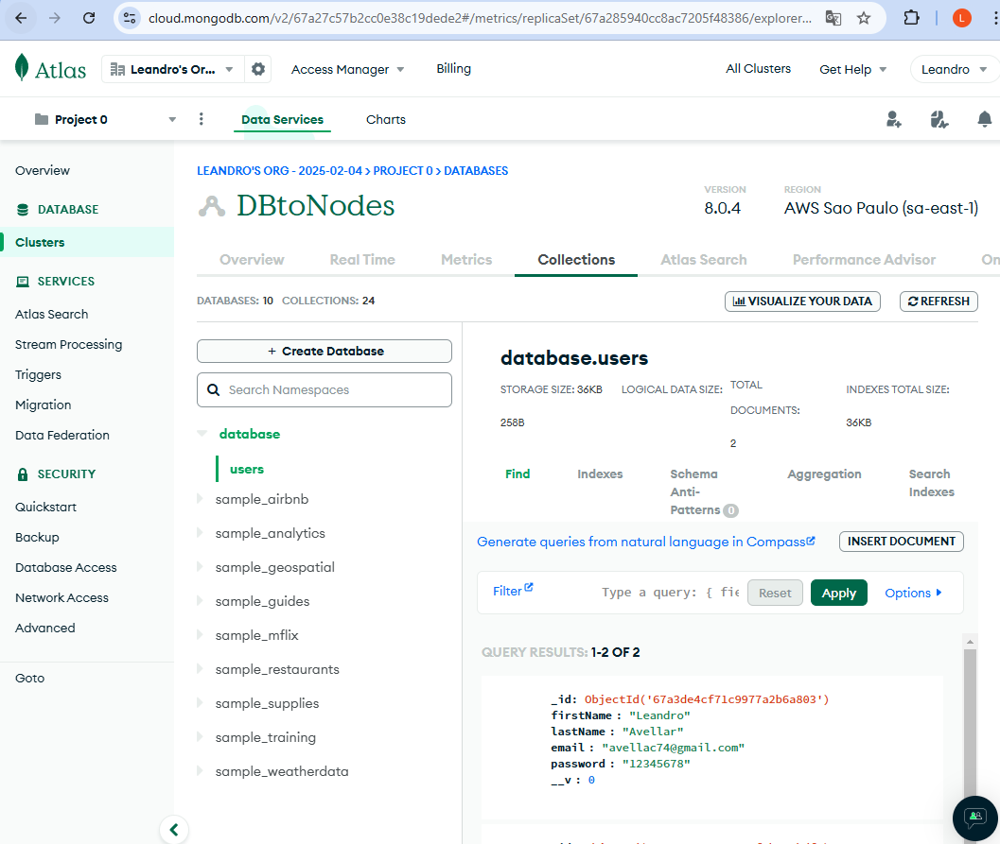 cloud.mongodb.com/v2/67a27c57b2cc0e38c19dede2#/metrics/replicaSet/67a285940cc8ac7205f48386/explorer...
L
Atlas
Leandro's Or...
Access Manager
Billing
All Clusters
Get Help
Leandro
Project 0
Data Services
Charts
Overview
DATABASE
Clusters
SERVICES
Atlas Search
Stream Processing
Triggers
Migration
Data Federation
SECURITY
Quickstart
Backup
Database Access
Network Access
Advanced
Goto
LEANDRO'S ORG - 2025-02-04 > PROJECT 0 > DATABASES
DBtoNodes
VERSION
8.0.4
REGION
AWS Sao Paulo (sa-east-1)
Overview
Real Time
Metrics
Collections
Atlas Search
Performance Advisor
On
DATABASES: 10 COLLECTIONS: 24
VISUALIZE YOUR DATA
REFRESH
+ Create Database
Search Namespaces
database
users
sample_airbnb
sample_analytics
sample_geospatial
sample_guides
sample_mflix
sample_restaurants
sample_supplies
sample_training
sample_weatherdata
database.users
STORAGE SIZE: 36KB
LOGICAL DATA SIZE:
258B
TOTAL
DOCUMENTS:
2
INDEXES TOTAL SIZE:
36KB
Find
Indexes
Schema
Anti-
Patterns 0
Aggregation
Search
Indexes
Generate queries from natural language in Compass
INSERT DOCUMENT
Filter
Type a query: { fie
Reset
Apply
Options
QUERY RESULTS: 1-2 OF 2
_id: ObjectId('67a3de4cf71c9977a2b6a803')
firstName : "Leandro"
lastName : "Avellar"
email : "avellac74@gmail.com"
password : "12345678"
__v : 0